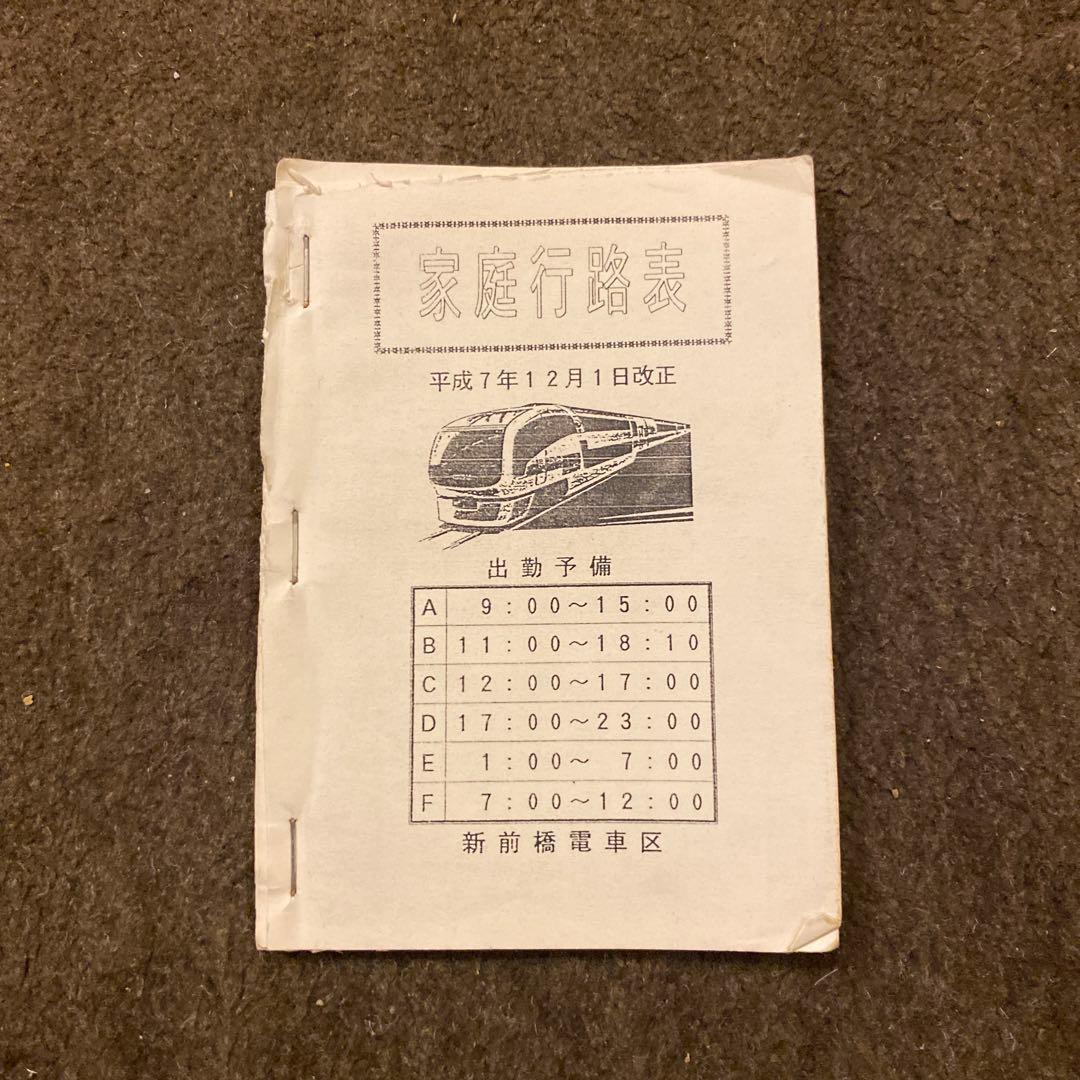 家庭行路表
平成7年12月1日改正
出勤予備
A 9:00～15:00
B 11:00～18:10
C 12:00～17:00
D 17:00～23:00
E 1:00～ 7:00
F 7:00～12:00
新前橋電車区